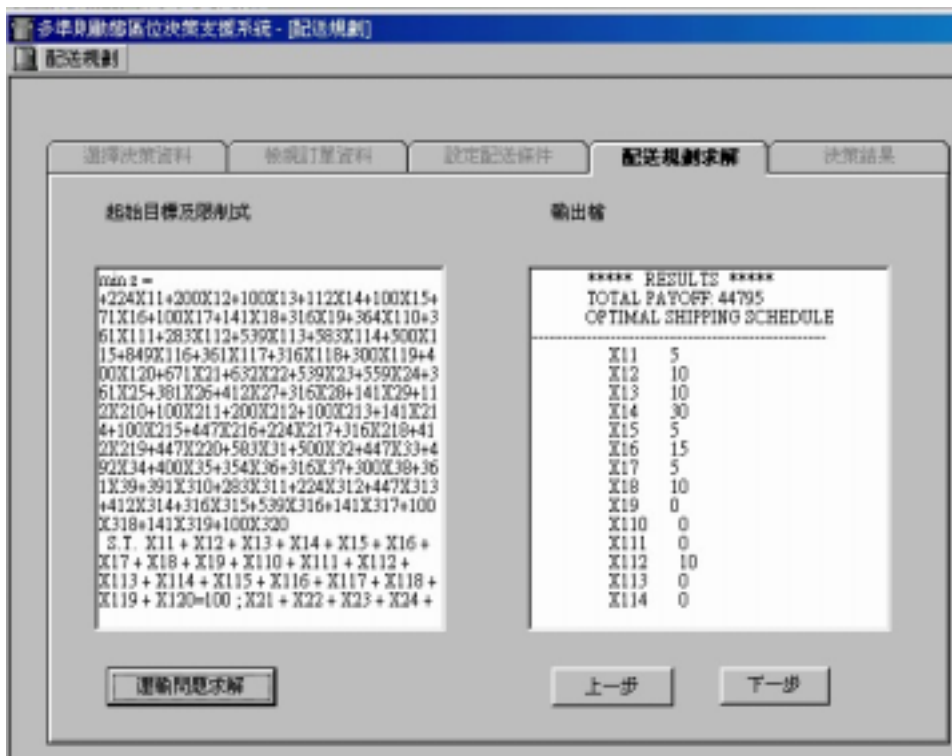 多準則動態區位決策支援系統 - [配送規劃]
配送規劃
選擇決策資料
檢視訂單資料
設定配送條件
配送規劃求解
決策結果
起始目標及限制式
min z =
+224X11+200X12+100X13+112X14+100X15+
71X16+100X17+141X18+316X19+364X110+3
61X111+283X112+539X113+583X114+500X1
15+849X116+361X117+316X118+300X119+4
00X120+671X21+632X22+539X23+559X24+3
61X25+381X26+412X27+316X28+141X29+11
2X210+100X211+200X212+100X213+141X21
4+100X215+447X216+224X217+316X218+41
2X219+447X220+583X31+500X32+447X33+4
92X34+400X35+354X36+316X37+300X38+36
1X39+391X310+283X311+224X312+447X313
+412X314+316X315+539X316+141X317+100
X318+141X319+100X320
S.T. X11 + X12 + X13 + X14 + X15 + X16 +
X17 + X18 + X19 + X110 + X111 + X112 +
X113 + X114 + X115 + X116 + X117 + X118 +
X119 + X120=100 ; X21 + X22 + X23 + X24 +
輸出檔
***** RESULTS *****
TOTAL PAYOFF: 44795
OPTIMAL SHIPPING SCHEDULE
X11 5
X12 10
X13 10
X14 30
X15 5
X16 15
X17 5
X18 10
X19 0
X110 0
X111 0
X112 10
X113 0
X114 0
運輸問題求解
上一步
下一步